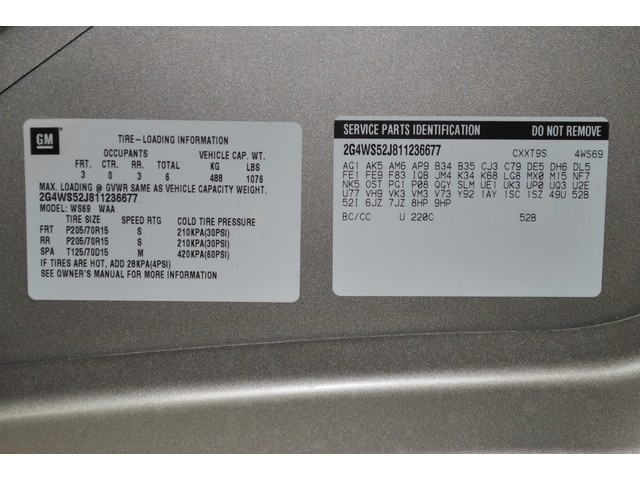 GM
TIRE-LOADING INFORMATION
OCCUPANTS VEHICLE CAP. WT.
FRT. CTR. RR. TOTAL KG LBS
3 0 3 6 488 1076
MAX. LOADING @ GVWR SAME AS VEHICLE CAPACITY WEIGHT.
2G4WS52J811236677
MODEL: WS69 WAA
TIRE SIZE SPEED RTG COLD TIRE PRESSURE
FRT P205/70R15 S 210KPA(30PSI)
RR P205/70R15 S 210KPA(30PSI)
SPA T125/70D15 M 420KPA(60PSI)
IF TIRES ARE HOT, ADD 28KPA(4PSI)
SEE OWNER'S MANUAL FOR MORE INFORMATION
SERVICE PARTS IDENTIFICATION DO NOT REMOVE
2G4WS52J811236677 CXXT9S 4WS69
AG1 AK5 AM6 AP9 B34 B35 CJ3 C79 DE5 DH6 DL5
FE1 FE9 F83 IQB JM4 K34 K68 LG8 MX0 M15 NF7
NK5 OST PG1 P08 QGY SLM UE1 UK3 UP0 UQ3 U2E
U77 VH9 VK3 VM3 V73 Y92 1AY 1SC ISC ISZ 49U 52B
52I 6JZ 7JZ 8HP 9HP
BC/CC U 220C 52B